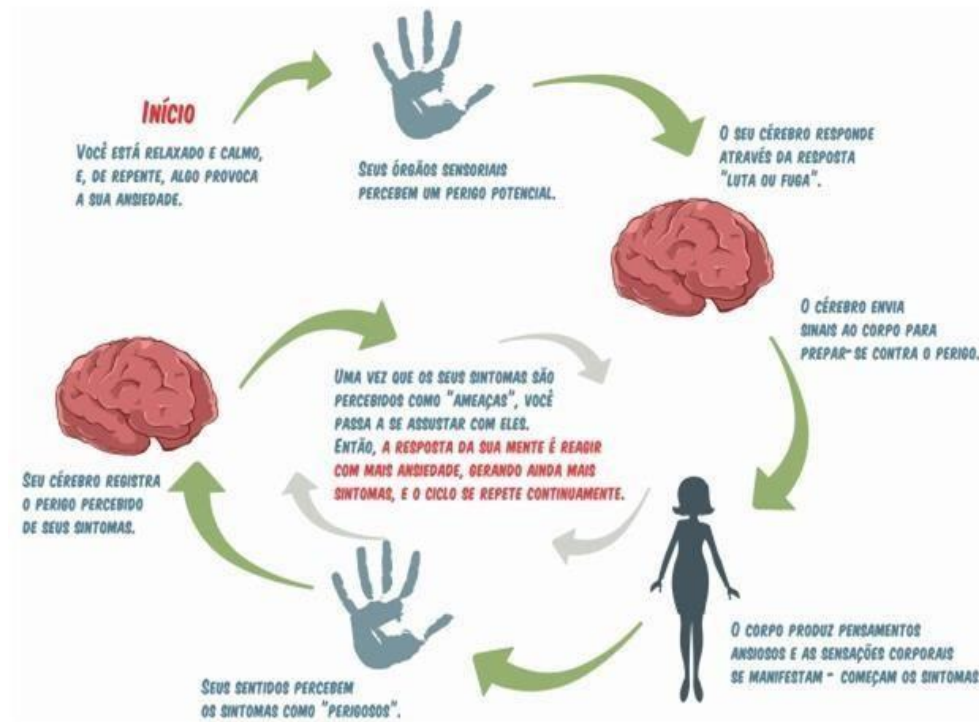 INÍCIO
VOCÊ ESTÁ RELAXADO E CALMO,
E, DE REPENTE, ALGO PROVOCA
A SUA ANSIEDADE.
SEUS ÓRGÃOS SENSORIAIS
PERCEBEM UM PERIGO POTENCIAL.
O SEU CÉREBRO RESPONDE
ATRAVÉS DA RESPOSTA
"LUTA OU FUGA".
O CÉREBRO ENVIA
SINAIS AO CORPO PARA
PREPAR-SE CONTRA O PERIGO.
O CORPO PRODUZ PENSAMENTOS
ANSIOSOS E AS SENSAÇÕES CORPORAIS
SE MANIFESTAM - COMEÇAM OS SINTOMAS.
SEUS SENTIDOS PERCEBEM
OS SINTOMAS COMO "PERIGOSOS".
SEU CÉREBRO REGISTRA
O PERIGO PERCEBIDO
DE SEUS SINTOMAS.
UMA VEZ QUE OS SEUS SINTOMAS SÃO
PERCEBIDOS COMO "AMEAÇAS", VOCÊ
PASSA A SE ASSUSTAR COM ELES.
ENTÃO, A RESPOSTA DA SUA MENTE É REAGIR
COM MAIS ANSIEDADE, GERANDO AINDA MAIS
SINTOMAS, E O CICLO SE REPETE CONTINUAMENTE.